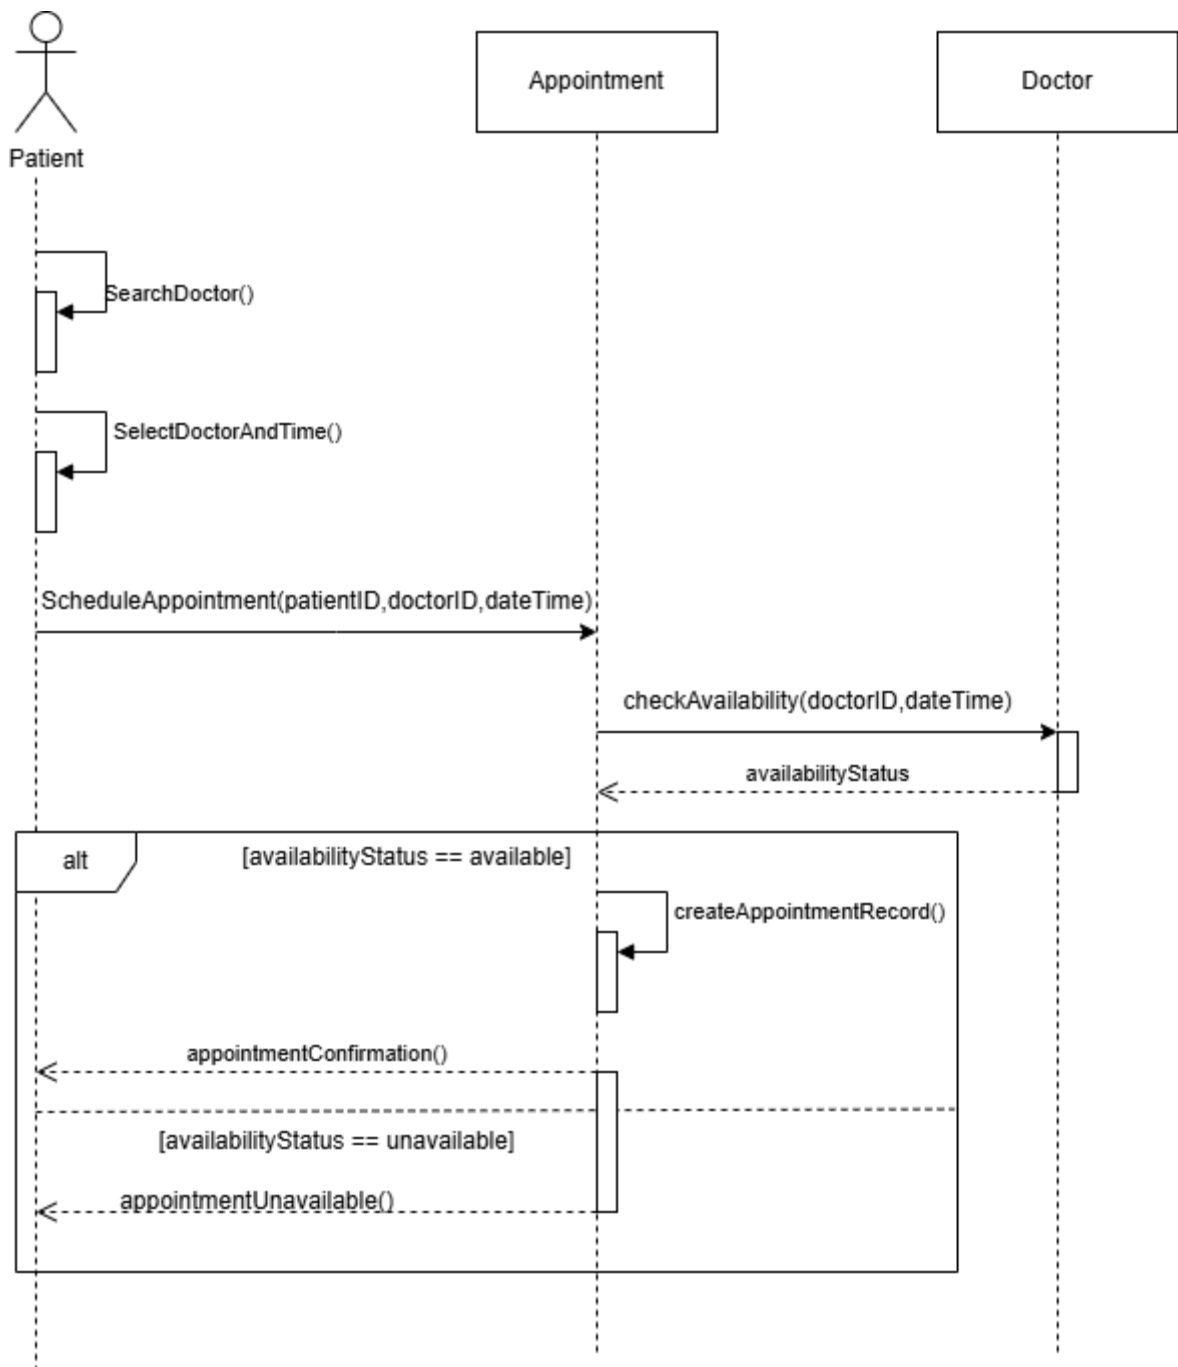 Appointment
Doctor
Patient
SearchDoctor()
SelectDoctorAndTime()
ScheduleAppointment(patientID,doctorID,dateTime)
checkAvailability(doctorID,dateTime)
availabilityStatus
alt
[availabilityStatus == available]
createAppointmentRecord()
appointmentConfirmation()
[availabilityStatus == unavailable]
appointmentUnavailable()